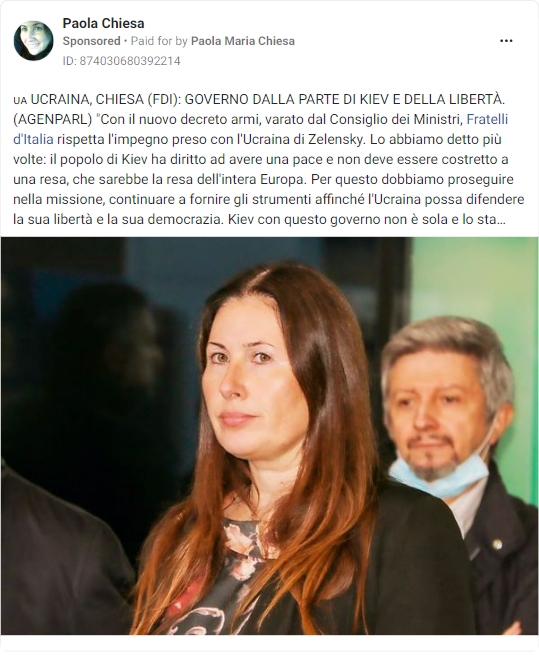 Paola Chiesa
Sponsored • Paid for by Paola Maria Chiesa
ID: 874030680392214
UA UCRAINA, CHIESA (FDI): GOVERNO DALLA PARTE DI KIEV E DELLA LIBERTÀ.
(AGENPARL) "Con il nuovo decreto armi, varato dal Consiglio dei Ministri, Fratelli
d'Italia rispetta l'impegno preso con l'Ucraina di Zelensky. Lo abbiamo detto più
volte: il popolo di Kiev ha diritto ad avere una pace e non deve essere costretto a
una resa, che sarebbe la resa dell'intera Europa. Per questo dobbiamo proseguire
nella missione, continuare a fornire gli strumenti affinché l'Ucraina possa difendere
la sua libertà e la sua democrazia. Kiev con questo governo non è sola e lo sta...